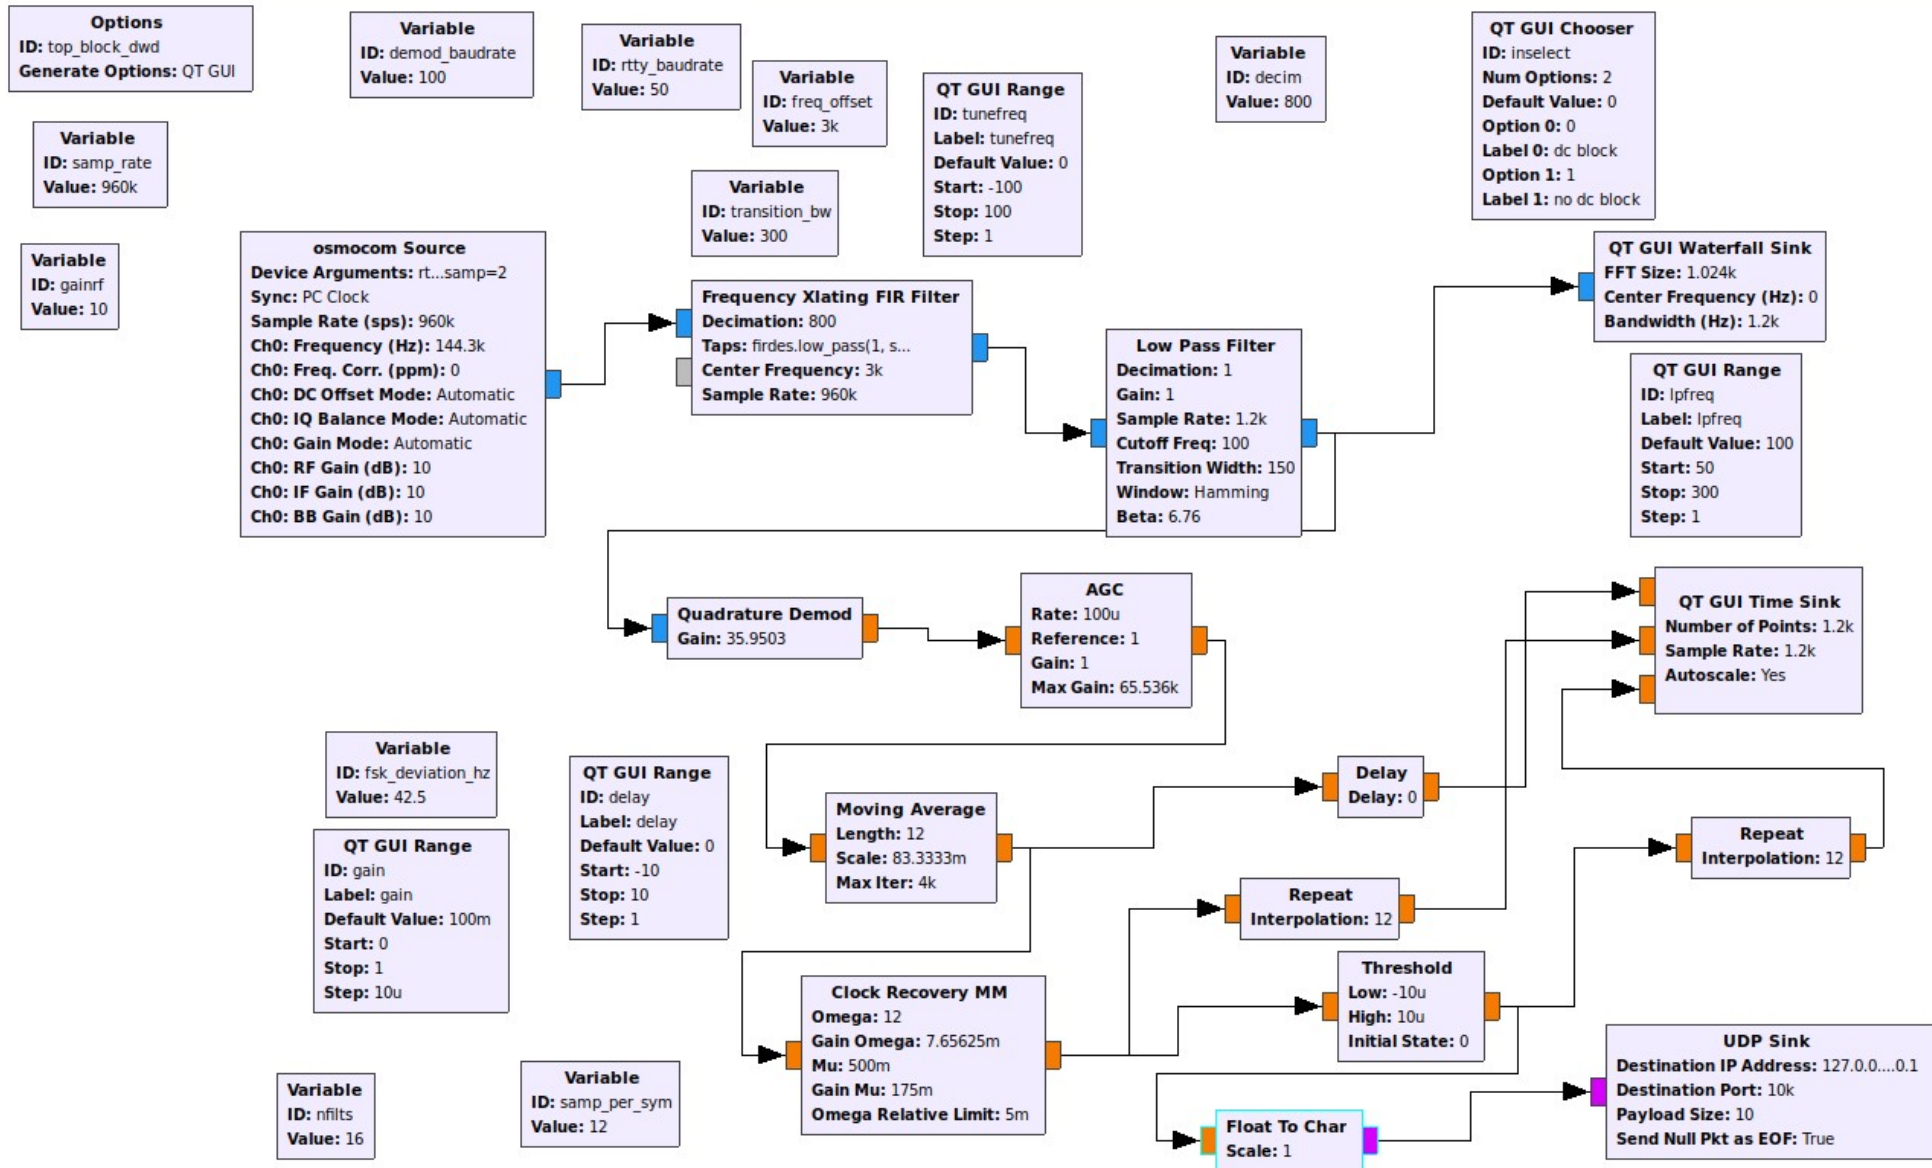 Options
ID: top_block_dwd
Generate Options: QT GUI
Variable
ID: demod_baudrate
Value: 100
Variable
ID: rtty_baudrate
Value: 50
Variable
ID: freq_offset
Value: 3k
QT GUI Range
ID: tunefreq
Label: tunefreq
Default Value: 0
Start: -100
Stop: 100
Step: 1
Variable
ID: decim
Value: 800
QT GUI Chooser
ID: inselect
Num Options: 2
Default Value: 0
Option 0: 0
Label 0: dc block
Option 1: 1
Label 1: no dc block
Variable
ID: samp_rate
Value: 960k
Variable
ID: transition_bw
Value: 300
Variable
ID: gainrf
Value: 10
osmocom Source
Device Arguments: rt...samp=2
Sync: PC Clock
Sample Rate (sps): 960k
Ch0: Frequency (Hz): 144.3k
Ch0: Freq. Corr. (ppm): 0
Ch0: DC Offset Mode: Automatic
Ch0: IQ Balance Mode: Automatic
Ch0: Gain Mode: Automatic
Ch0: RF Gain (dB): 10
Ch0: IF Gain (dB): 10
Ch0: BB Gain (dB): 10
Frequency Xlating FIR Filter
Decimation: 800
Taps: firdes.low_pass(1, s...
Center Frequency: 3k
Sample Rate: 960k
Low Pass Filter
Decimation: 1
Gain: 1
Sample Rate: 1.2k
Cutoff Freq: 100
Transition Width: 150
Window: Hamming
Beta: 6.76
QT GUI Waterfall Sink
FFT Size: 1.024k
Center Frequency (Hz): 0
Bandwidth (Hz): 1.2k
QT GUI Range
ID: lpfreq
Label: lpfreq
Default Value: 100
Start: 50
Stop: 300
Step: 1
Quadrature Demod
Gain: 35.9503
AGC
Rate: 100u
Reference: 1
Gain: 1
Max Gain: 65.536k
QT GUI Time Sink
Number of Points: 1.2k
Sample Rate: 1.2k
Autoscale: Yes
Variable
ID: fsk_deviation_hz
Value: 42.5
QT GUI Range
ID: gain
Label: gain
Default Value: 100m
Start: 0
Stop: 1
Step: 10u
QT GUI Range
ID: delay
Label: delay
Default Value: 0
Start: -10
Stop: 10
Step: 1
Moving Average
Length: 12
Scale: 83.3333m
Max Iter: 4k
Delay
Delay: 0
Repeat
Interpolation: 12
Repeat
Interpolation: 12
Clock Recovery MM
Omega: 12
Gain Omega: 7.65625m
Mu: 500m
Gain Mu: 175m
Omega Relative Limit: 5m
Threshold
Low: -10u
High: 10u
Initial State: 0
Variable
ID: nfilts
Value: 16
Variable
ID: samp_per_sym
Value: 12
Float To Char
Scale: 1
UDP Sink
Destination IP Address: 127.0.0....0.1
Destination Port: 10k
Payload Size: 10
Send Null Pkt as EOF: True